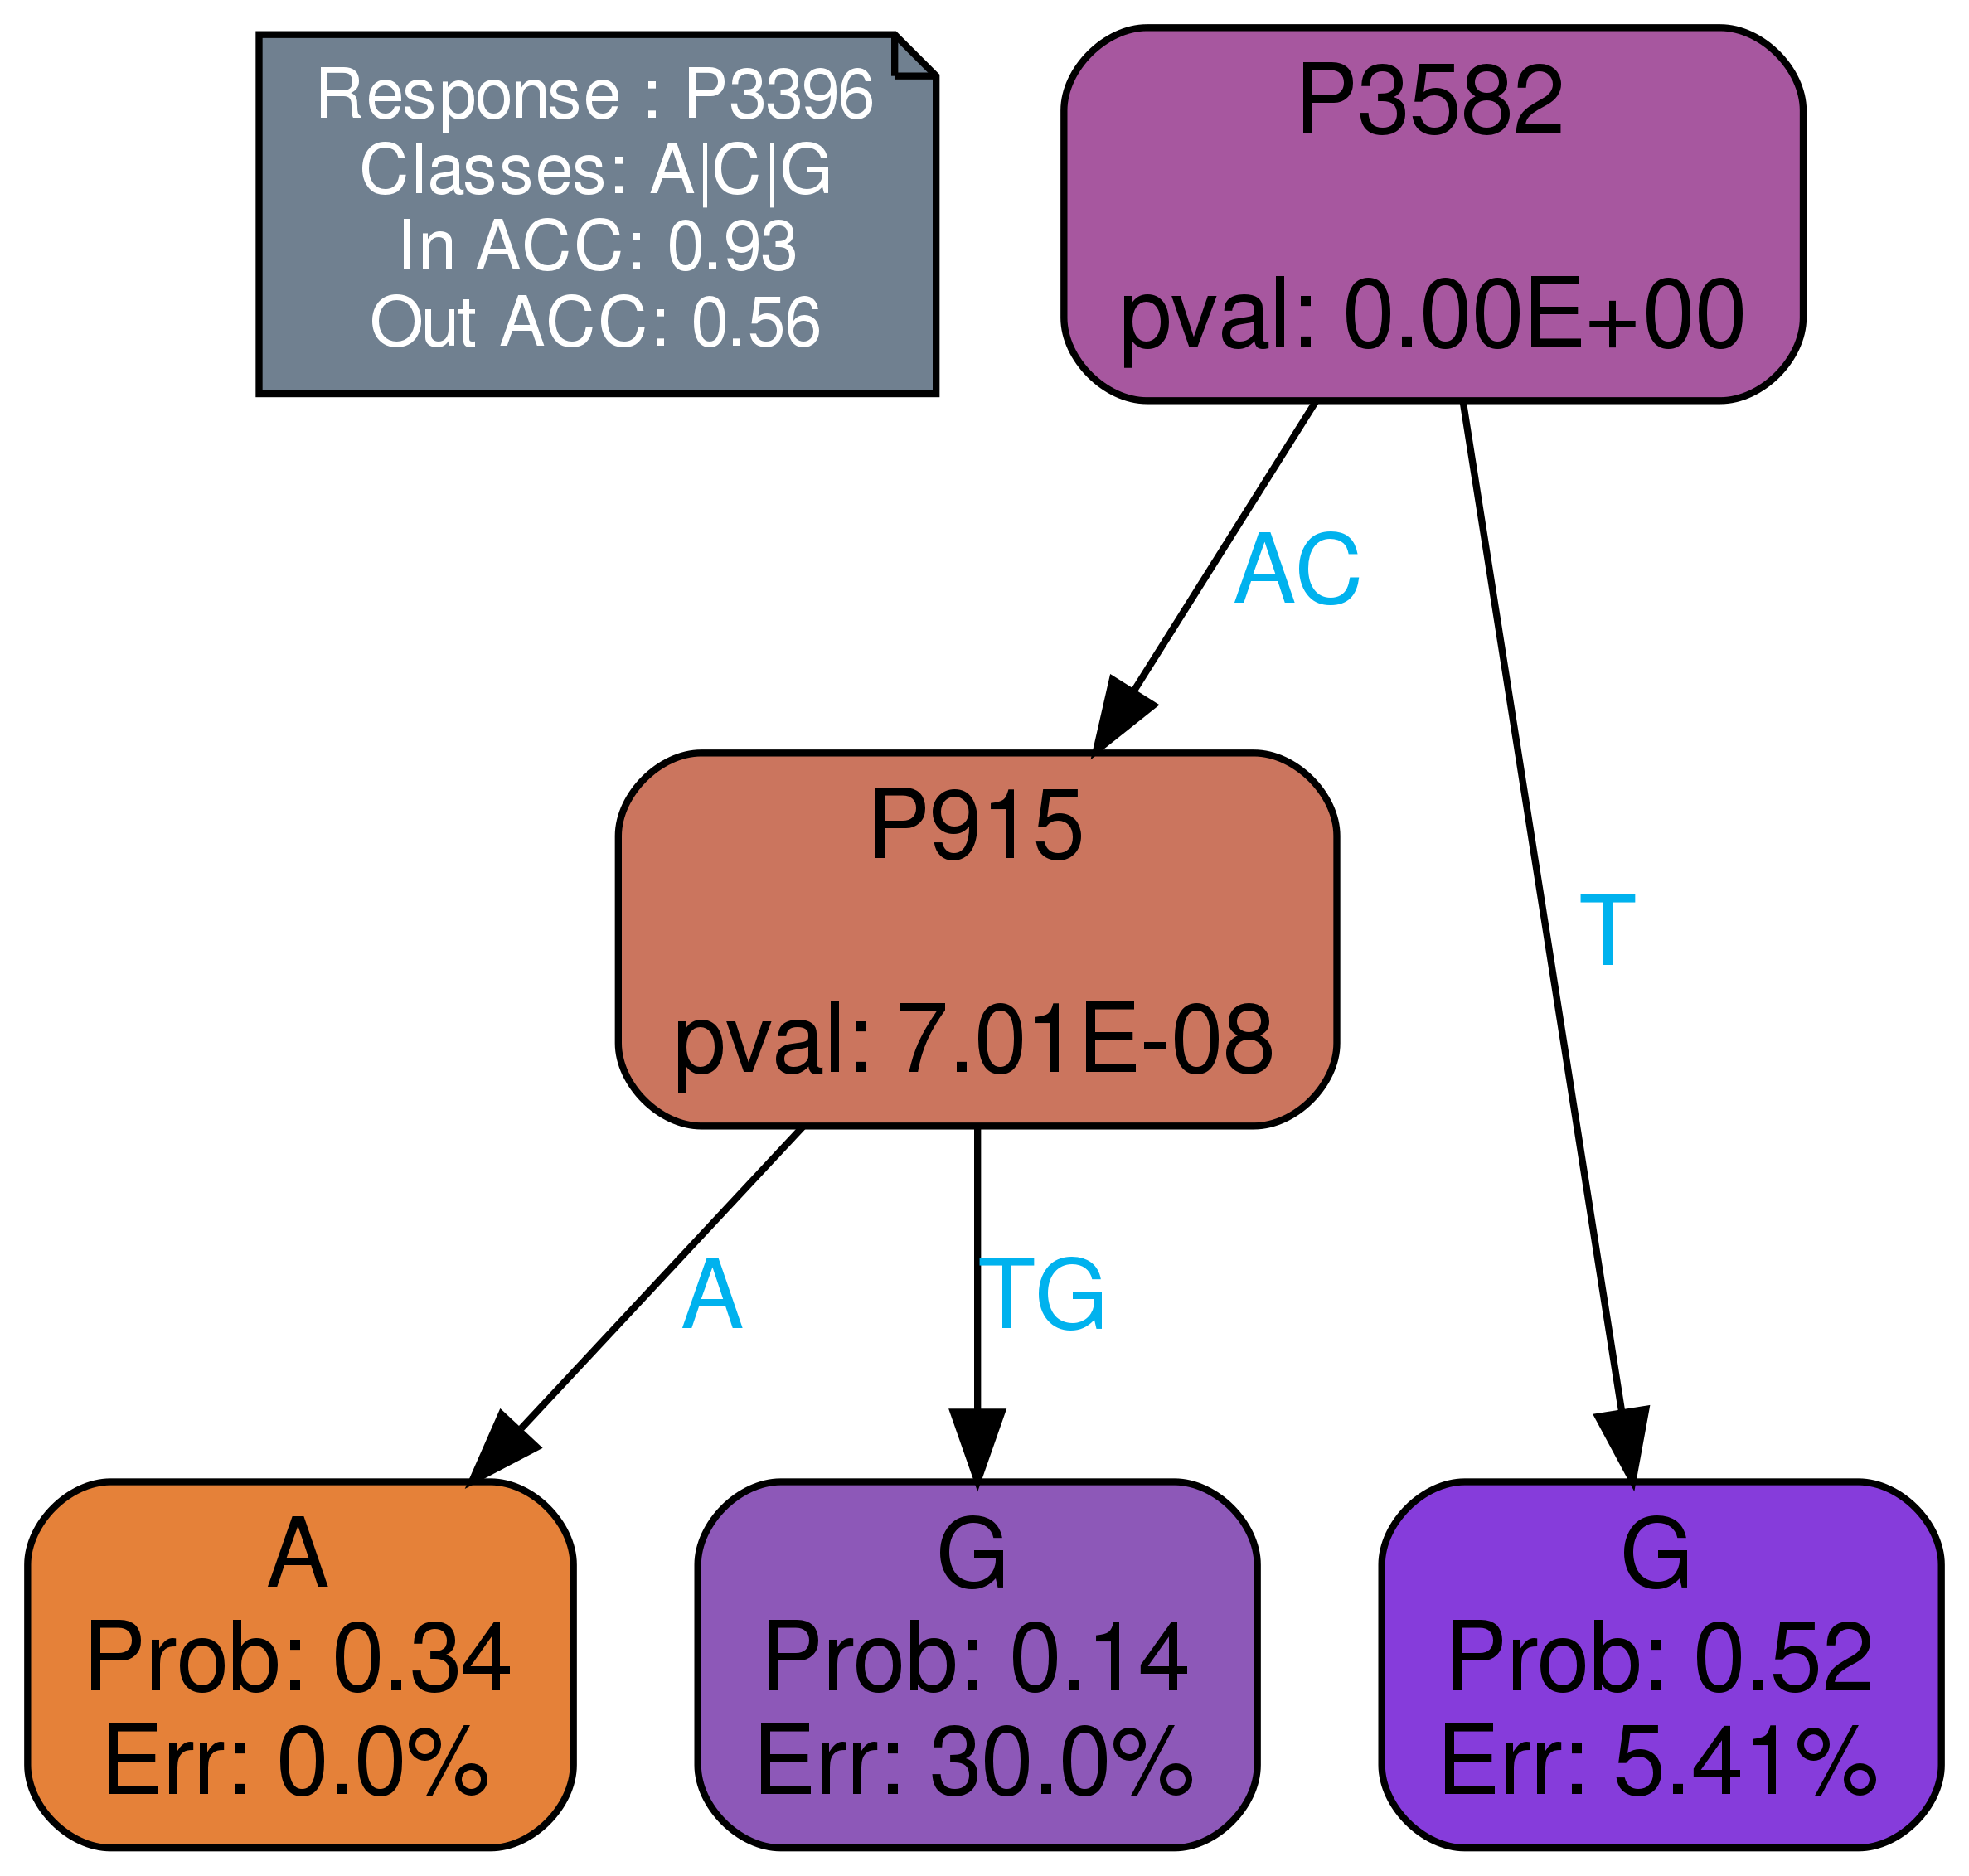 Response : P3396
Classes: A|C|G
In ACC: 0.93
Out ACC: 0.56
P3582
pval: 0.00E+00
AC
T
P915
pval: 7.01E-08
A
TG
A
Prob: 0.34
Err: 0.0%
G
Prob: 0.14
Err: 30.0%
G
Prob: 0.52
Err: 5.41%